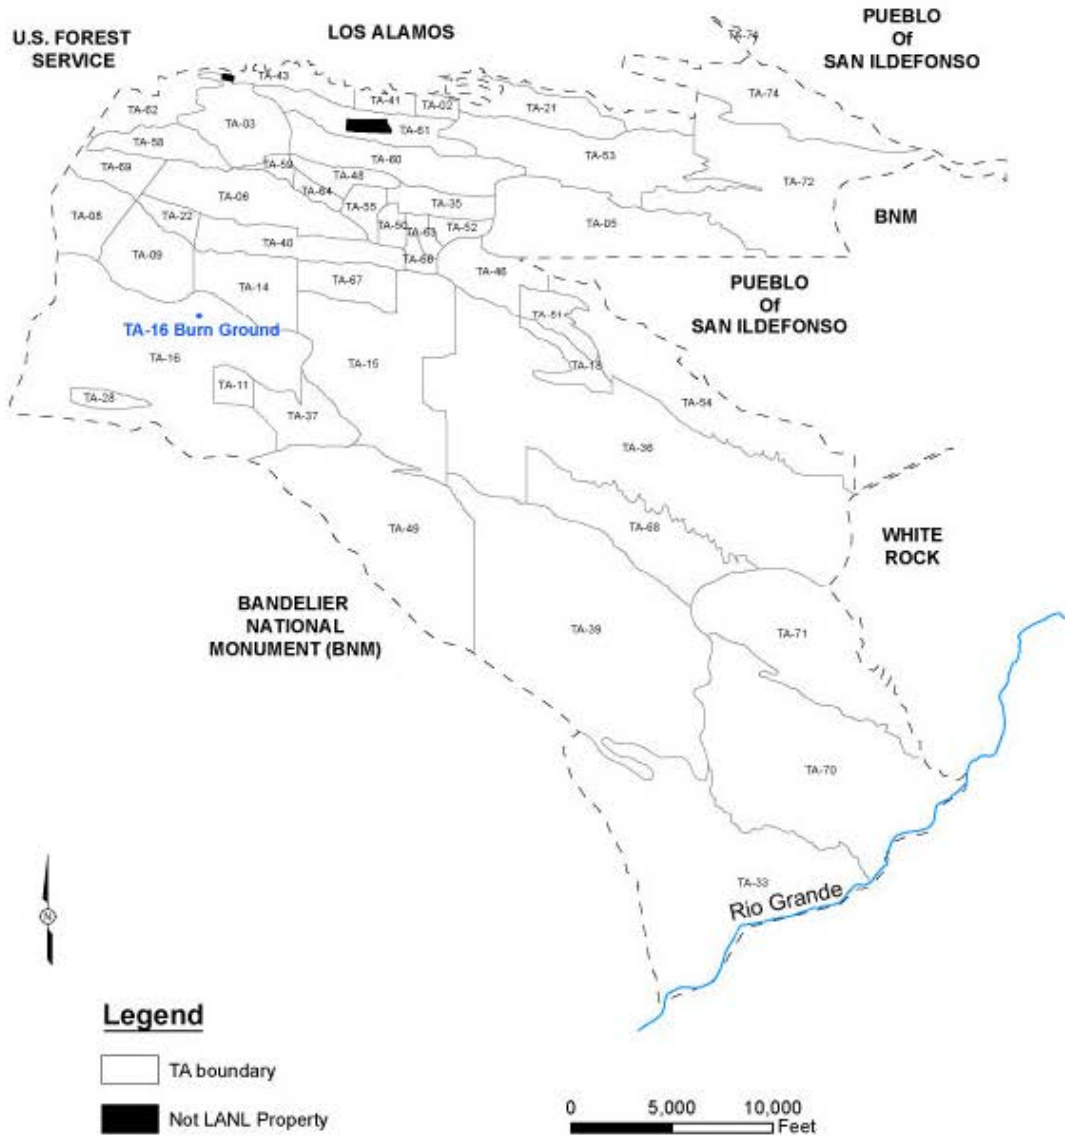 U.S. FOREST
SERVICE
LOS ALAMOS
PUEBLO
Of
SAN ILDEFONSO
TA-74
TA-43
TA-74
TA-62
TA-41
TA-02
TA-21
TA-03
TA-61
TA-58
TA-53
TA-59
TA-60
TA-69
TA-48
TA-72
TA-64
TA-06
TA-55
TA-35
TA-08
TA-22
TA-50
TA-63
TA-52
TA-05
BNM
TA-40
TA-09
TA-66
TA-46
TA-14
TA-67
PUEBLO
Of
SAN ILDEFONSO
TA-51
TA-16 Burn Ground
TA-16
TA-15
TA-18
TA-11
TA-28
TA-37
TA-54
TA-36
TA-49
TA-68
WHITE
ROCK
BANDELIER
NATIONAL
MONUMENT (BNM)
TA-39
TA-71
TA-70
TA-33
Rio Grande
N
Legend
TA boundary
Not LANL Property
0 5,000 10,000
Feet